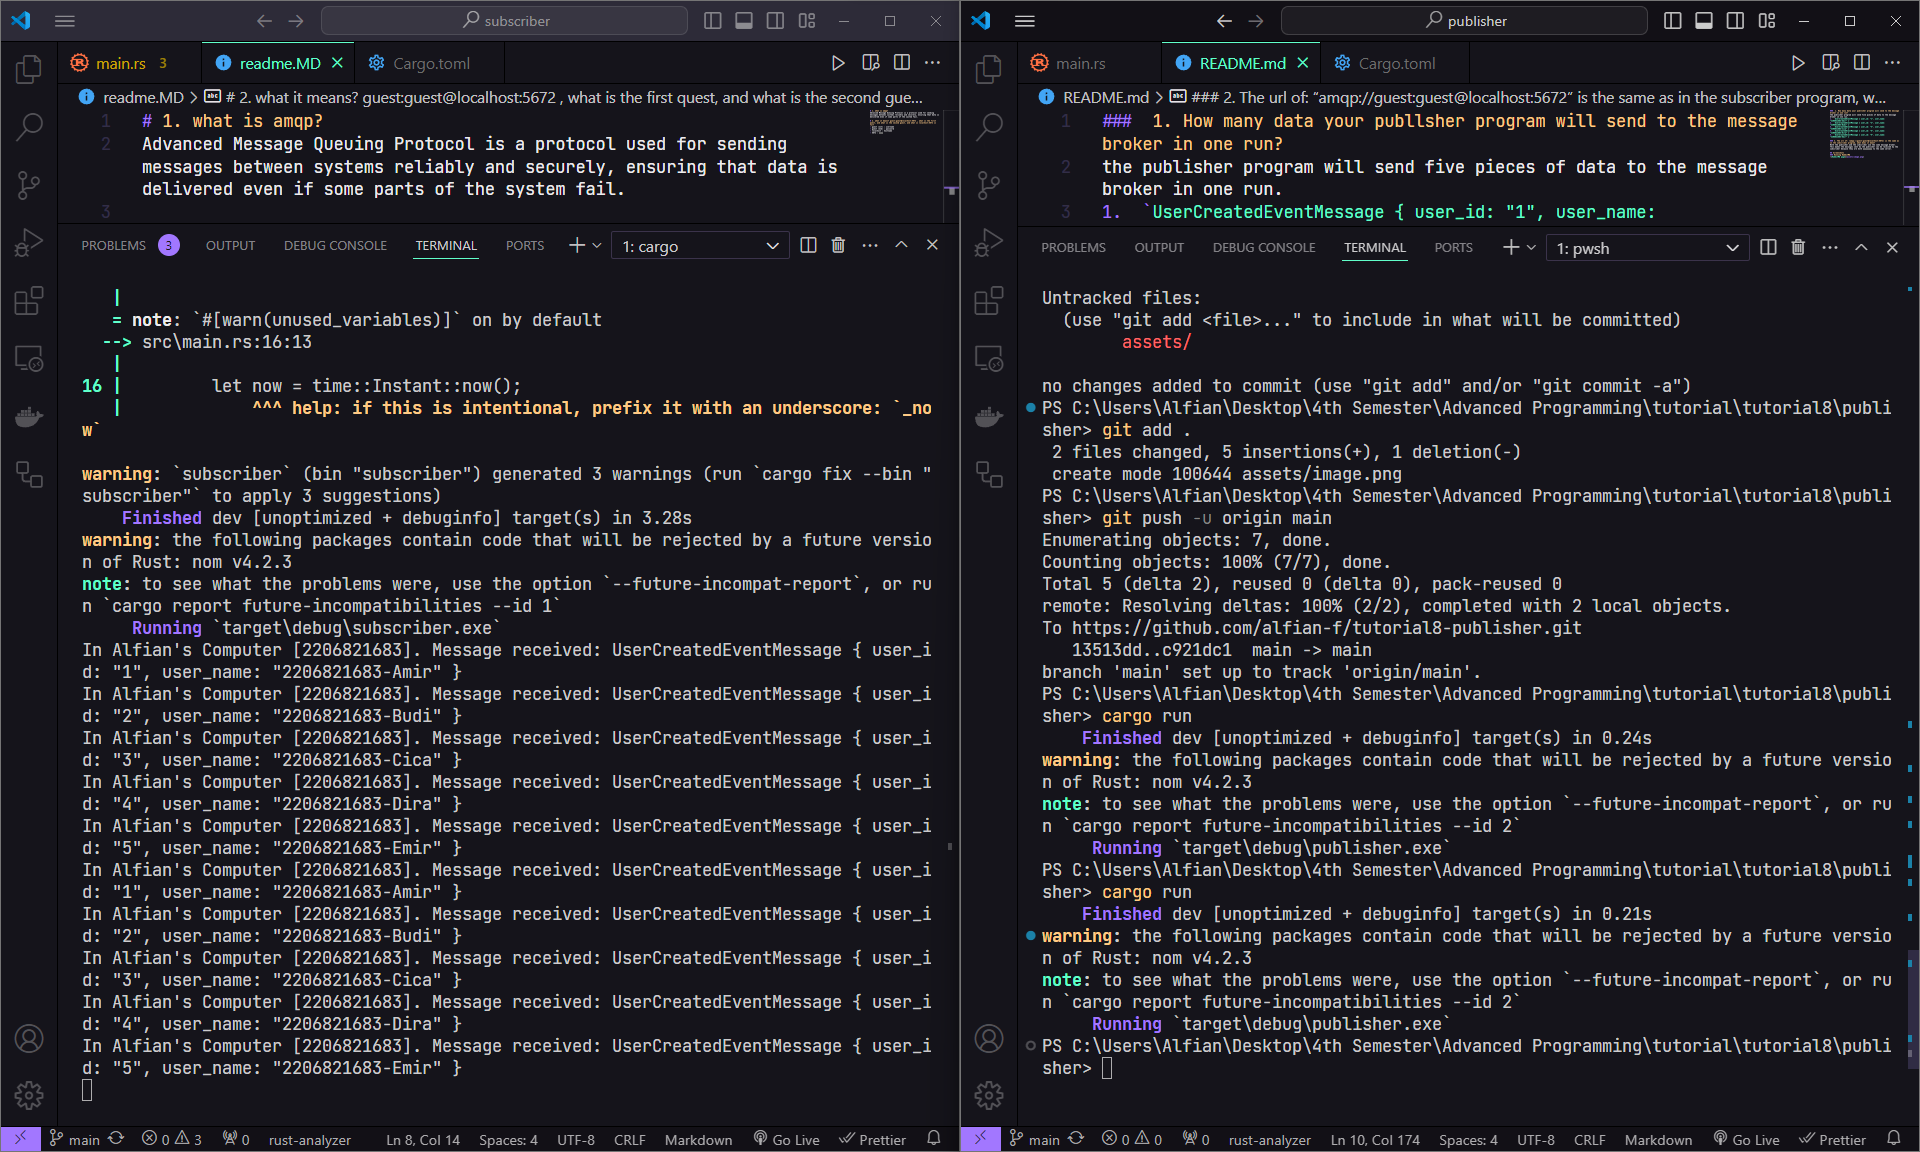 subscriber
main.rs 3
readme.MD
Cargo.toml
readme.MD > # 2. what it means? guest:guest@localhost:5672 , what is the first quest, and what is the second gue...
1 # 1. what is amqp?
2 Advanced Message Queuing Protocol is a protocol used for sending
messages between systems reliably and securely, ensuring that data is
delivered even if some parts of the system fail.
3
PROBLEMS 3 OUTPUT DEBUG CONSOLE TERMINAL PORTS 1: cargo
|
= note: `#[warn(unused_variables)]` on by default
--> src\main.rs:16:13
|
16 | let now = time::Instant::now();
| ^^^ help: if this is intentional, prefix it with an underscore: `_no
w`
warning: `subscriber` (bin "subscriber") generated 3 warnings (run `cargo fix --bin "
subscriber"` to apply 3 suggestions)
Finished dev [unoptimized + debuginfo] target(s) in 3.28s
warning: the following packages contain code that will be rejected by a future versio
n of Rust: nom v4.2.3
note: to see what the problems were, use the option `--future-incompat-report`, or ru
n `cargo report future-incompatibilities --id 1`
Running `target\debug\subscriber.exe`
In Alfian's Computer [2206821683]. Message received: UserCreatedEventMessage { user_i
d: "1", user_name: "2206821683-Amir" }
In Alfian's Computer [2206821683]. Message received: UserCreatedEventMessage { user_i
d: "2", user_name: "2206821683-Budi" }
In Alfian's Computer [2206821683]. Message received: UserCreatedEventMessage { user_i
d: "3", user_name: "2206821683-Cica" }
In Alfian's Computer [2206821683]. Message received: UserCreatedEventMessage { user_i
d: "4", user_name: "2206821683-Dira" }
In Alfian's Computer [2206821683]. Message received: UserCreatedEventMessage { user_i
d: "5", user_name: "2206821683-Emir" }
In Alfian's Computer [2206821683]. Message received: UserCreatedEventMessage { user_i
d: "1", user_name: "2206821683-Amir" }
In Alfian's Computer [2206821683]. Message received: UserCreatedEventMessage { user_i
d: "2", user_name: "2206821683-Budi" }
In Alfian's Computer [2206821683]. Message received: UserCreatedEventMessage { user_i
d: "3", user_name: "2206821683-Cica" }
In Alfian's Computer [2206821683]. Message received: UserCreatedEventMessage { user_i
d: "4", user_name: "2206821683-Dira" }
In Alfian's Computer [2206821683]. Message received: UserCreatedEventMessage { user_i
d: "5", user_name: "2206821683-Emir" }
main 0 3 0 rust-analyzer Ln 8, Col 14 Spaces: 4 UTF-8 CRLF Markdown Go Live Prettier
publisher
main.rs
README.md
Cargo.toml
README.md > ### 2. The url of: “amqp://guest:guest@localhost:5672” is the same as in the subscriber program, w...
1 ### 1. How many data your publlsher program will send to the message
broker in one run?
2 the publisher program will send five pieces of data to the message
broker in one run.
3 1. `UserCreatedEventMessage { user_id: "1", user_name:
PROBLEMS OUTPUT DEBUG CONSOLE TERMINAL PORTS 1: pwsh
Untracked files:
(use "git add <file>..." to include in what will be committed)
assets/
no changes added to commit (use "git add" and/or "git commit -a")
PS C:\Users\Alfian\Desktop\4th Semester\Advanced Programming\tutorial\tutorial8\publi
sher> git add .
2 files changed, 5 insertions(+), 1 deletion(-)
create mode 100644 assets/image.png
PS C:\Users\Alfian\Desktop\4th Semester\Advanced Programming\tutorial\tutorial8\publi
sher> git push -u origin main
Enumerating objects: 7, done.
Counting objects: 100% (7/7), done.
Total 5 (delta 2), reused 0 (delta 0), pack-reused 0
remote: Resolving deltas: 100% (2/2), completed with 2 local objects.
To https://github.com/alfian-f/tutorial8-publisher.git
13513dd..c921dc1 main -> main
branch 'main' set up to track 'origin/main'.
PS C:\Users\Alfian\Desktop\4th Semester\Advanced Programming\tutorial\tutorial8\publi
sher> cargo run
Finished dev [unoptimized + debuginfo] target(s) in 0.24s
warning: the following packages contain code that will be rejected by a future versio
n of Rust: nom v4.2.3
note: to see what the problems were, use the option `--future-incompat-report`, or ru
n `cargo report future-incompatibilities --id 2`
Running `target\debug\publisher.exe`
PS C:\Users\Alfian\Desktop\4th Semester\Advanced Programming\tutorial\tutorial8\publi
sher> cargo run
Finished dev [unoptimized + debuginfo] target(s) in 0.21s
warning: the following packages contain code that will be rejected by a future versio
n of Rust: nom v4.2.3
note: to see what the problems were, use the option `--future-incompat-report`, or ru
n `cargo report future-incompatibilities --id 2`
Running `target\debug\publisher.exe`
PS C:\Users\Alfian\Desktop\4th Semester\Advanced Programming\tutorial\tutorial8\publi
sher>
main 0 0 0 rust-analyzer Ln 10, Col 174 Spaces: 4 UTF-8 CRLF Markdown Go Live Prettier